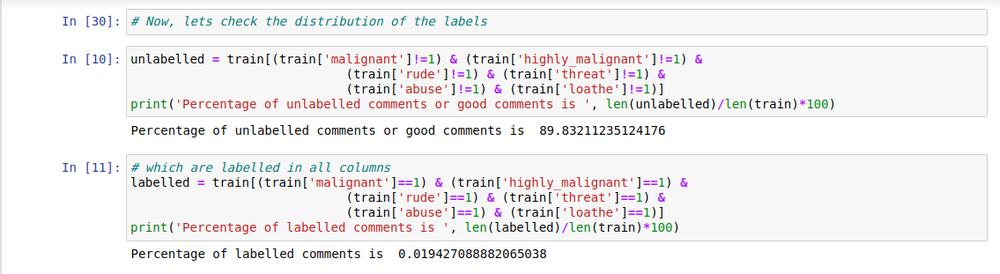 In [30]: # Now, lets check the distribution of the labels
In [10]: unlabelled = train[(train['malignant']!=1) & (train['highly_malignant']!=1) &
(train['rude']!=1) & (train['threat']!=1) &
(train['abuse']!=1) & (train['loathe']!=1)]
print('Percentage of unlabelled comments or good comments is ', len(unlabelled)/len(train)*100)
Percentage of unlabelled comments or good comments is  89.83211235124176
In [11]: # which are labelled in all columns
labelled = train[(train['malignant']==1) & (train['highly_malignant']==1) &
(train['rude']==1) & (train['threat']==1) &
(train['abuse']==1) & (train['loathe']==1)]
print('Percentage of labelled comments is ', len(labelled)/len(train)*100)
Percentage of labelled comments is  0.019427088882065038